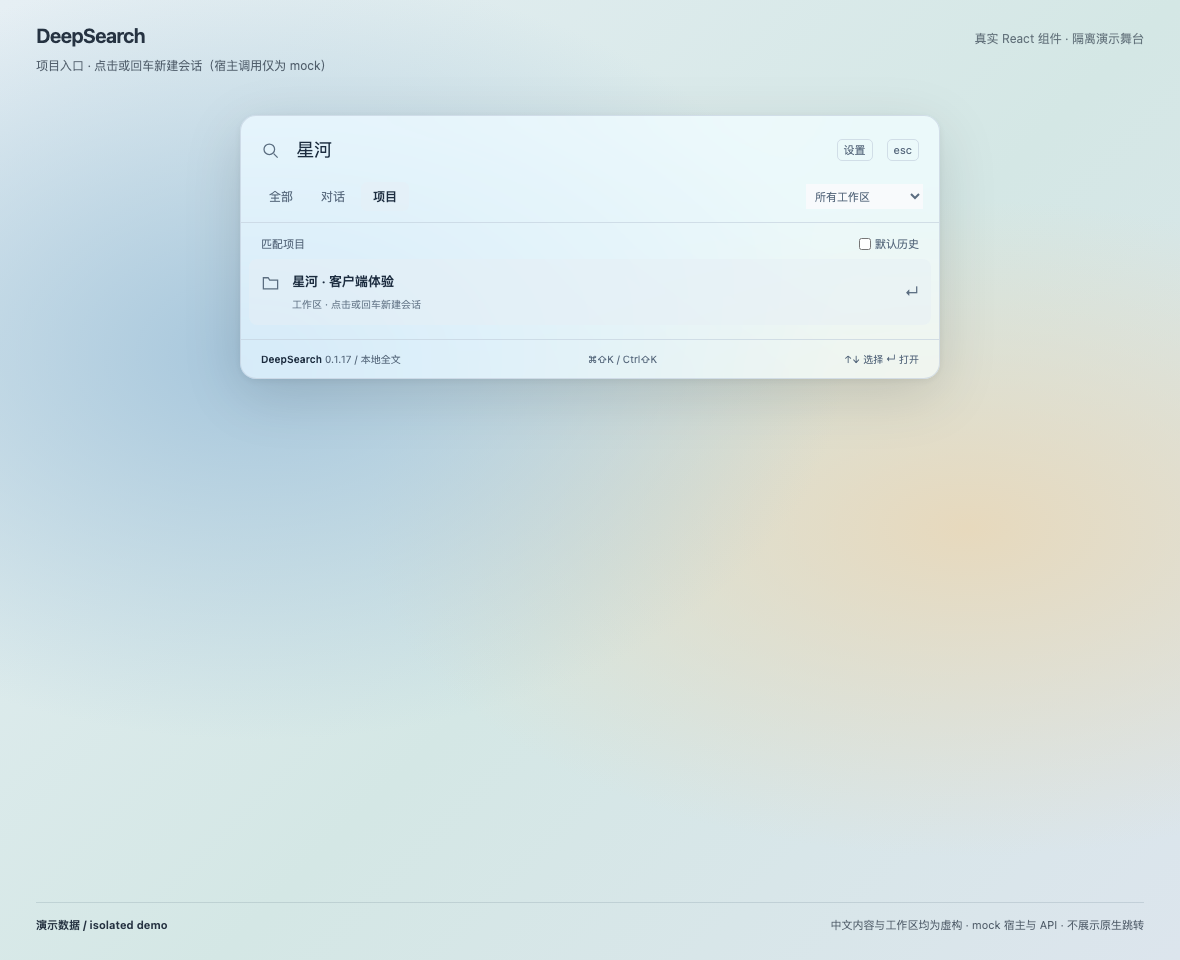 DeepSearch
真实 React 组件 · 隔离演示舞台
项目入口 · 点击或回车新建会话（宿主调用仅为 mock）
星河
设置 esc
全部 对话 项目 所有工作区
匹配项目 默认历史
星河 · 客户端体验
工作区 · 点击或回车新建会话 ↵
DeepSearch 0.1.17 / 本地全文 ⌘⇧K / Ctrl⇧K ↑↓ 选择 ↵ 打开
演示数据 / isolated demo 中文内容与工作区均为虚构 · mock 宿主与 API · 不展示原生跳转